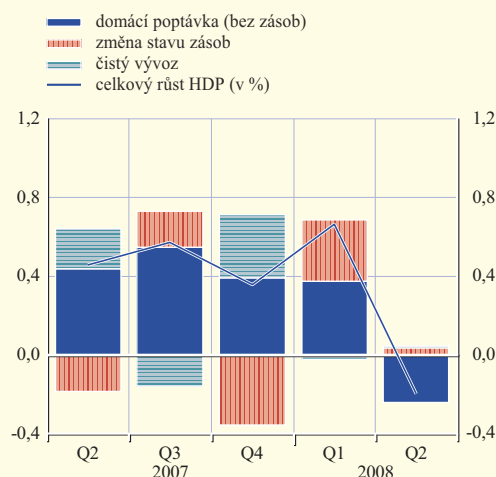 domácí poptávka (bez zásob)
změna stavu zásob
čistý vývoz
celkový růst HDP (v %)
1,2 1,2
0,8 0,8
0,4 0,4
0,0 0,0
-0,4 -0,4
Q2 Q3 Q4 Q1 Q2
2007 2008